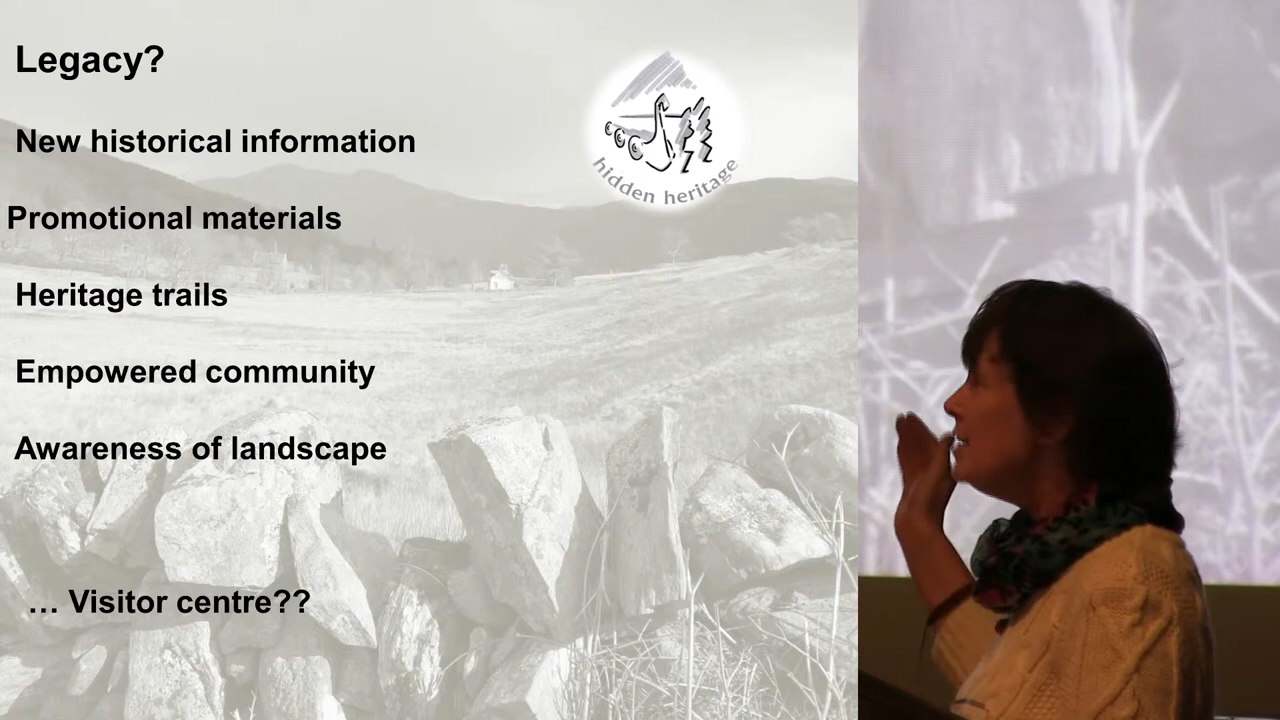 Legacy?
hidden heritage
New historical information
Promotional materials
Heritage trails
Empowered community
Awareness of landscape
… Visitor centre??